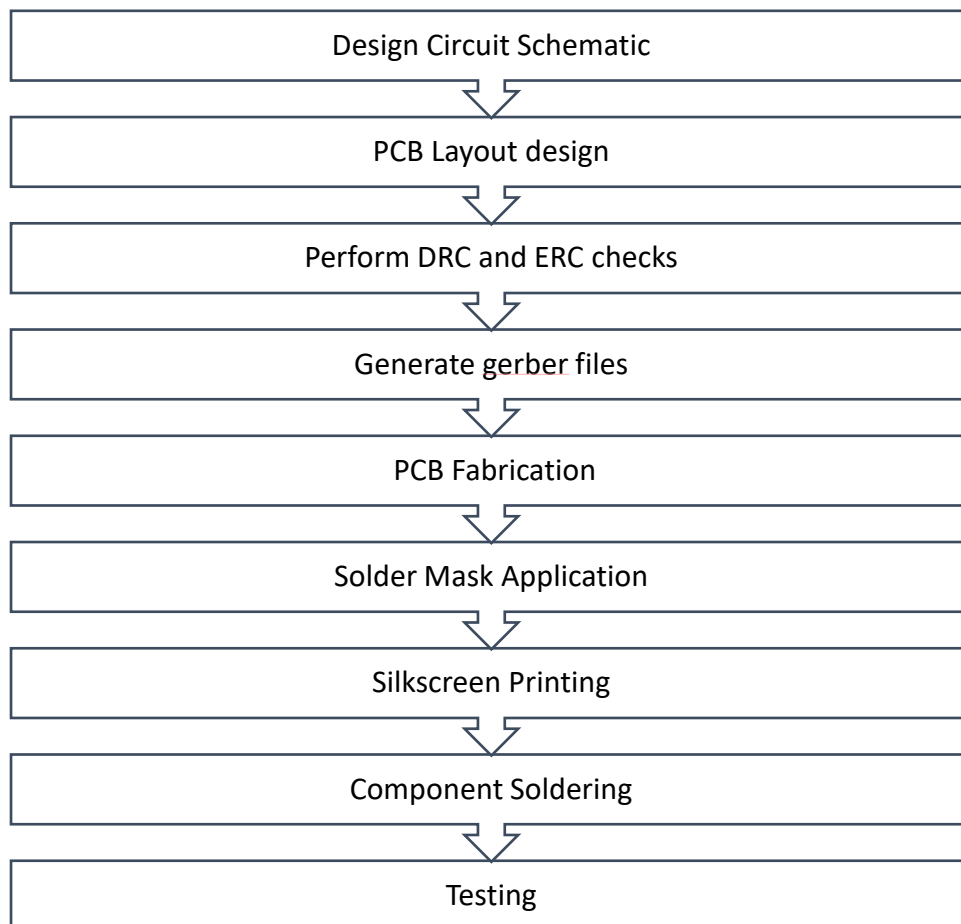 Design Circuit Schematic
PCB Layout design
Perform DRC and ERC checks
Generate gerber files
PCB Fabrication
Solder Mask Application
Silkscreen Printing
Component Soldering
Testing